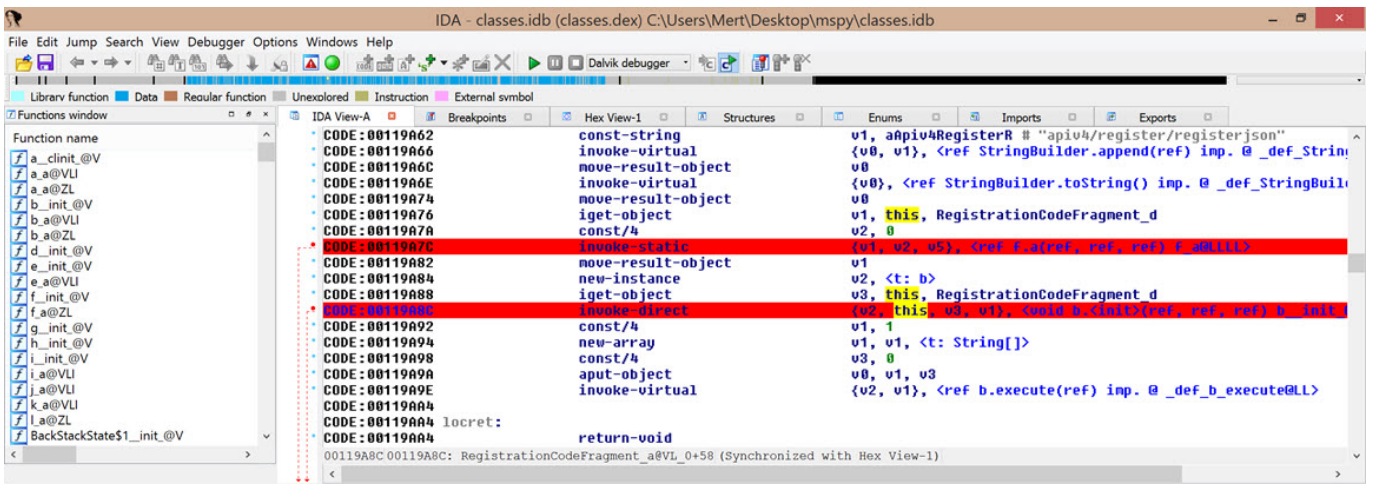 IDA - classes.idb (classes.dex) C:\Users\Mert\Desktop\mspy\classes.idb
File Edit Jump Search View Debugger Options Windows Help
Dalvik debugger
Library function Data Regular function Unexplored Instruction External symbol
Functions window
Function name
a__clinit_@V
a_a@VLI
a_a@ZL
b__init_@V
b_a@VLI
b_a@ZL
d__init_@V
e__init_@V
e_a@VLI
f__init_@V
f_a@ZL
g__init_@V
h__init_@V
i__init_@V
i_a@VLI
j_a@VLI
k_a@VLI
l_a@ZL
BackStackState$1__init_@V
IDA View-A Breakpoints Hex View-1 Structures Enums Imports Exports
CODE:00119A62 const-string v1, aApiv4RegisterR # "apiv4/register/registerjson"
CODE:00119A66 invoke-virtual {v0, v1}, <ref StringBuilder.append(ref) imp. @ _def_String
CODE:00119A6C move-result-object v0
CODE:00119A6E invoke-virtual {v0}, <ref StringBuilder.toString() imp. @ _def_StringBuil
CODE:00119A74 move-result-object v0
CODE:00119A76 iget-object v1, this, RegistrationCodeFragment_d
CODE:00119A7A const/4 v2, 0
CODE:00119A7C invoke-static {v1, v2, v5}, <ref f.a(ref, ref, ref) f_a@LLLL>
CODE:00119A82 move-result-object v1
CODE:00119A84 new-instance v2, <t: b>
CODE:00119A88 iget-object v3, this, RegistrationCodeFragment_d
CODE:00119A8C invoke-direct {v2, this, v3, v1}, <void b.<init>(ref, ref, ref) b__init_
CODE:00119A92 const/4 v1, 1
CODE:00119A94 new-array v1, v1, <t: String[]>
CODE:00119A98 const/4 v3, 0
CODE:00119A9A aput-object v0, v1, v3
CODE:00119A9E invoke-virtual {v2, v1}, <ref b.execute(ref) imp. @ _def_b_execute@LL>
CODE:00119AA4
CODE:00119AA4 locret:
CODE:00119AA4 return-void
00119A8C 00119A8C: RegistrationCodeFragment_a@VL_0+58 (Synchronized with Hex View-1)